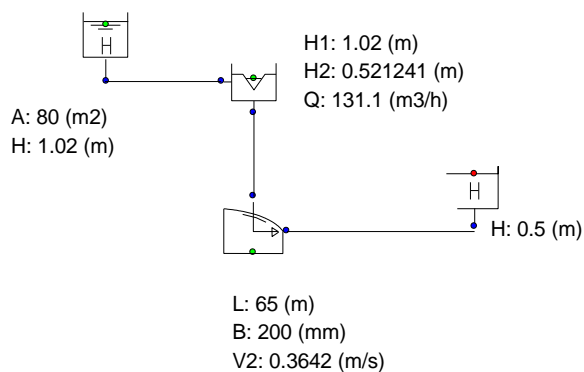 H
H1: 1.02 (m)
H2: 0.521241 (m)
Q: 131.1 (m3/h)
A: 80 (m2)
H: 1.02 (m)
H
H: 0.5 (m)
L: 65 (m)
B: 200 (mm)
V2: 0.3642 (m/s)